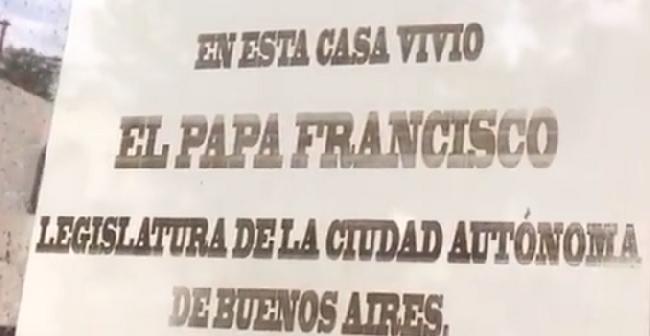 EN ESTA CASA VIVIO
EL PAPA FRANCISCO
LEGISLATURA DE LA CIUDAD AUTÓNOMA
DE BUENOS AIRES.